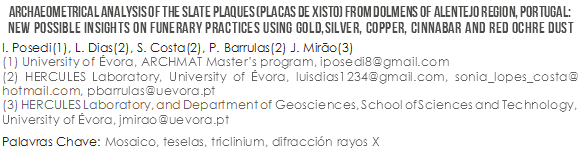 ARCHAEOMETRICAL ANALYSIS OF THE SLATE PLAQUES (PLACAS DE XISTO) FROM DOLMENS OF ALENTEJO REGION, PORTUGAL:
NEW POSSIBLE INSIGHTS ON FUNERARY PRACTICES USING GOLD, SILVER, COPPER, CINNABAR AND RED OCHRE DUST
I. Posedi(1), L. Dias(2), S. Costa(2), P. Barrulas(2) J. Mirão(3)
(1) University of Évora, ARCHMAT Master's program, iposedi8@gmail.com
(2) HERCULES Laboratory, University of Évora, luisdias1234@gmail.com, sonia_lopes_costa@
hotmail.com, pbarrulas@uevora.pt
(3) HERCULES Laboratory, and Department of Geosciences, School of Sciences and Technology,
University of Évora, jmirao@uevora.pt
Palavras Chave: Mosaico, teselas, triclinium, difracción rayos X